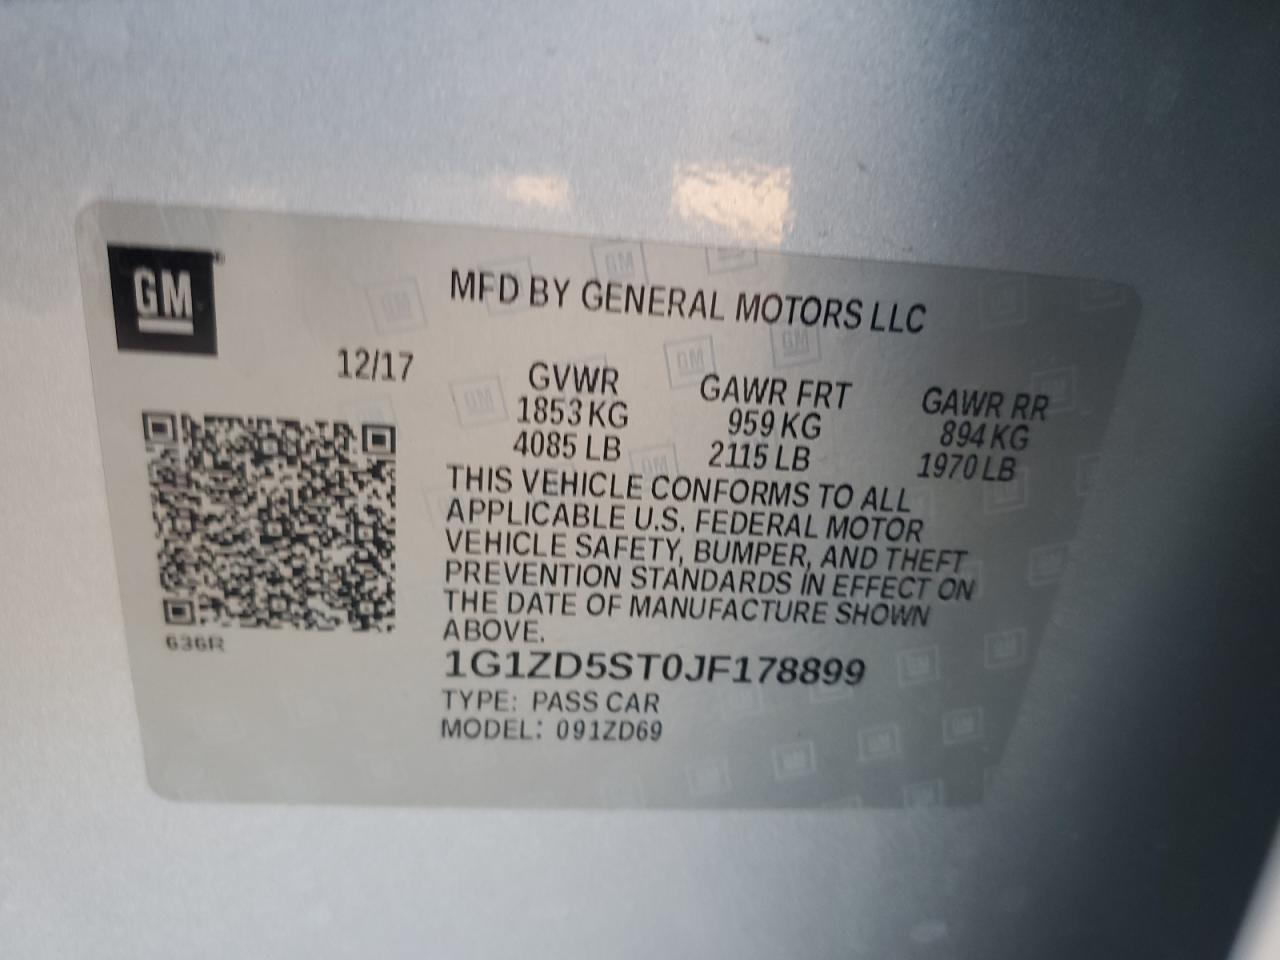 GM
MFD BY GENERAL MOTORS LLC
12/17
GVWR GAWR FRT GAWR RR
1853 KG 959 KG 894 KG
4085 LB 2115 LB 1970 LB
THIS VEHICLE CONFORMS TO ALL
APPLICABLE U.S. FEDERAL MOTOR
VEHICLE SAFETY, BUMPER, AND THEFT
PREVENTION STANDARDS IN EFFECT ON
THE DATE OF MANUFACTURE SHOWN
ABOVE.
636R
1G1ZD5ST0JF178899
TYPE: PASS CAR
MODEL: 091ZD69